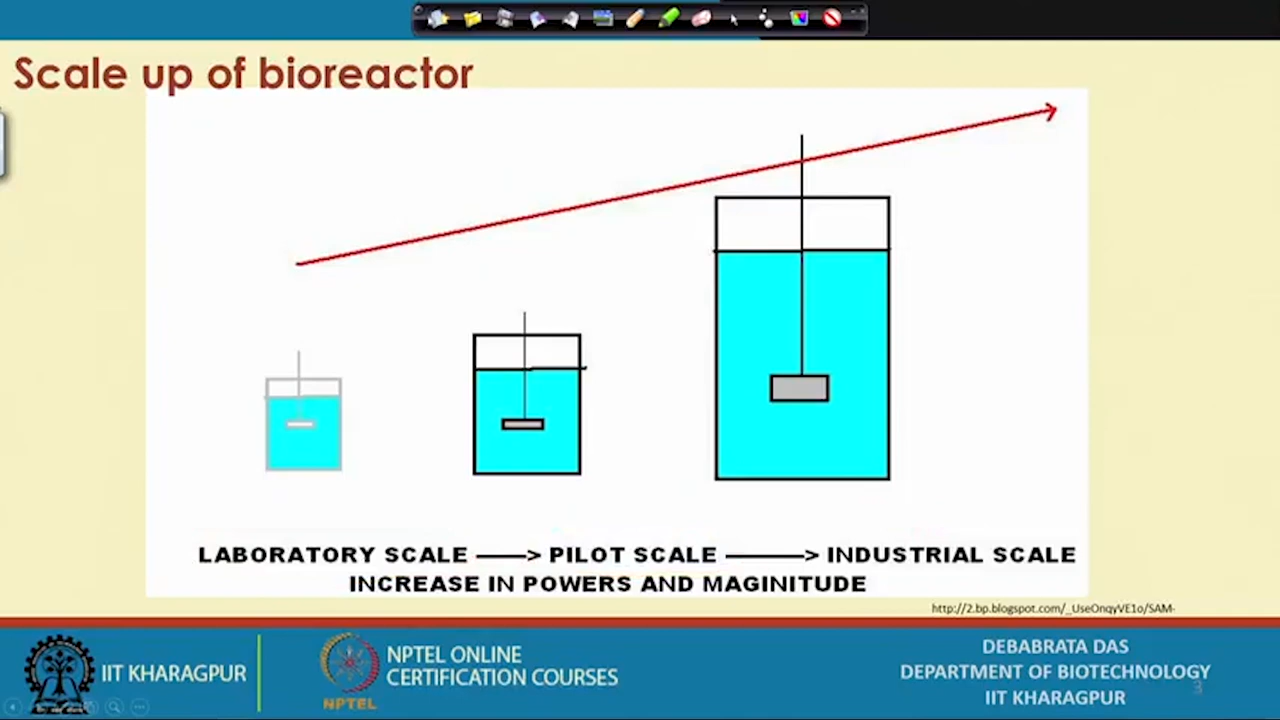 Scale up of bioreactor
LABORATORY SCALE ——> PILOT SCALE ——> INDUSTRIAL SCALE
INCREASE IN POWERS AND MAGINITUDE
http://2.bp.blogspot.com/_UseOnqyVE1o/SAM-
IIT KHARAGPUR
NPTEL
NPTEL ONLINE
CERTIFICATION COURSES
DEBABRATA DAS
DEPARTMENT OF BIOTECHNOLOGY
IIT KHARAGPUR
3